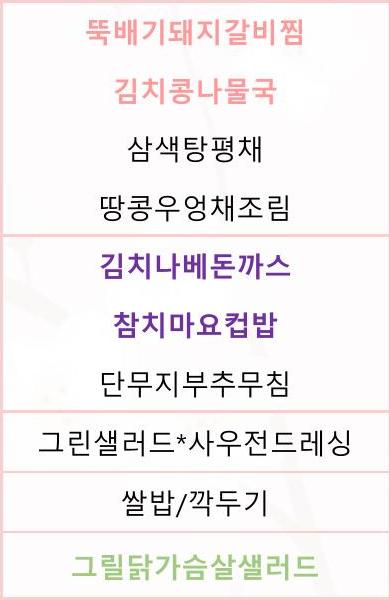 뚝배기돼지갈비찜
김치콩나물국
삼색탕평채
땅콩우엉채조림
김치나베돈까스
참치마요컵밥
단무지부추무침
그린샐러드*사우전드레싱
쌀밥/깍두기
그릴닭가슴살샐러드